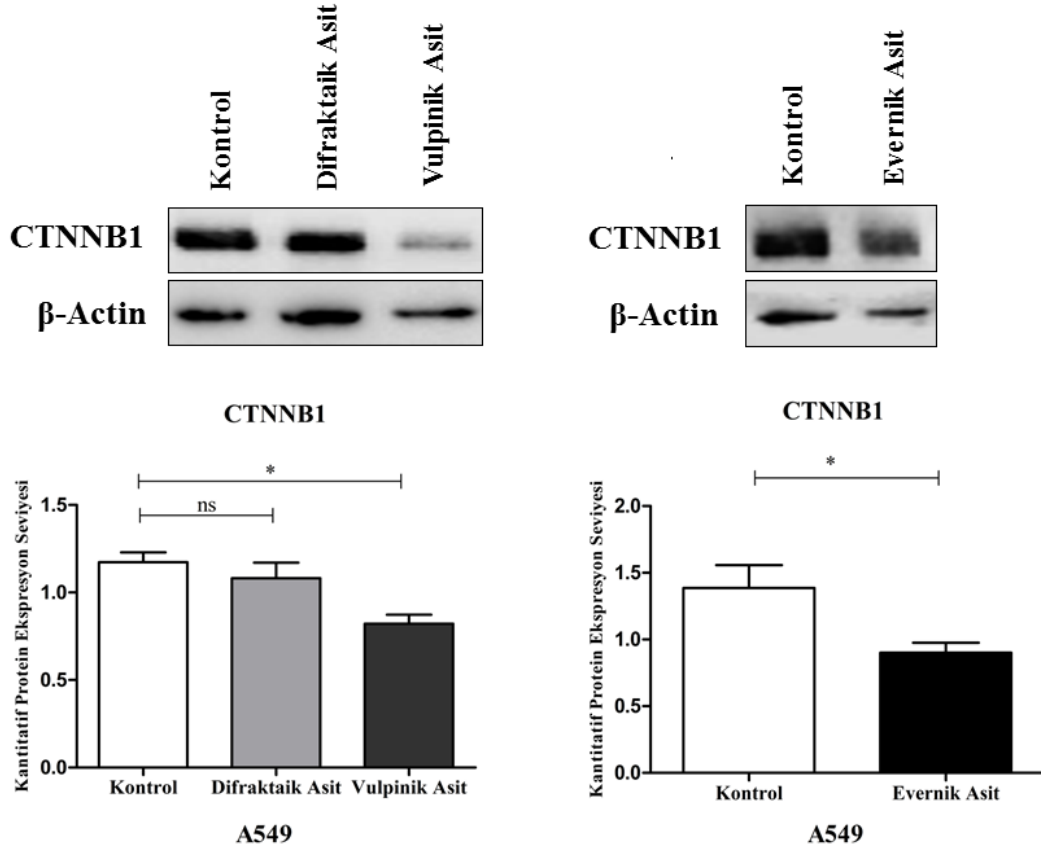 Kontrol
Difraktaik Asit
Vulpinik Asit
CTNNB1
β-Actin
CTNNB1
*
ns
Kantitatif Protein Ekspresyon Seviyesi
1.5
1.0
0.5
0.0
Kontrol Difraktaik Asit Vulpinik Asit
A549
Kontrol
Evernik Asit
CTNNB1
β-Actin
CTNNB1
*
Kantitatif Protein Ekspresyon Seviyesi
2.0
1.5
1.0
0.5
0.0
Kontrol Evernik Asit
A549